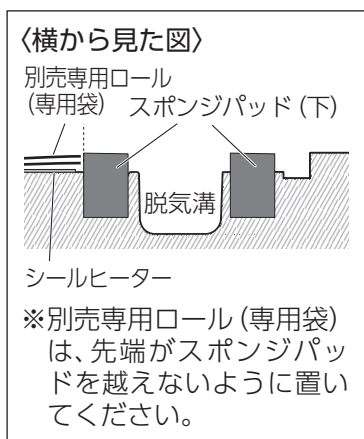 〈横から見た図〉
別売専用ロール
(専用袋) スポンジパッド(下)
脱気溝
シールヒーター
※別売専用ロール(専用袋)
は、先端がスポンジパッ
ドを越えないように置い
てください。